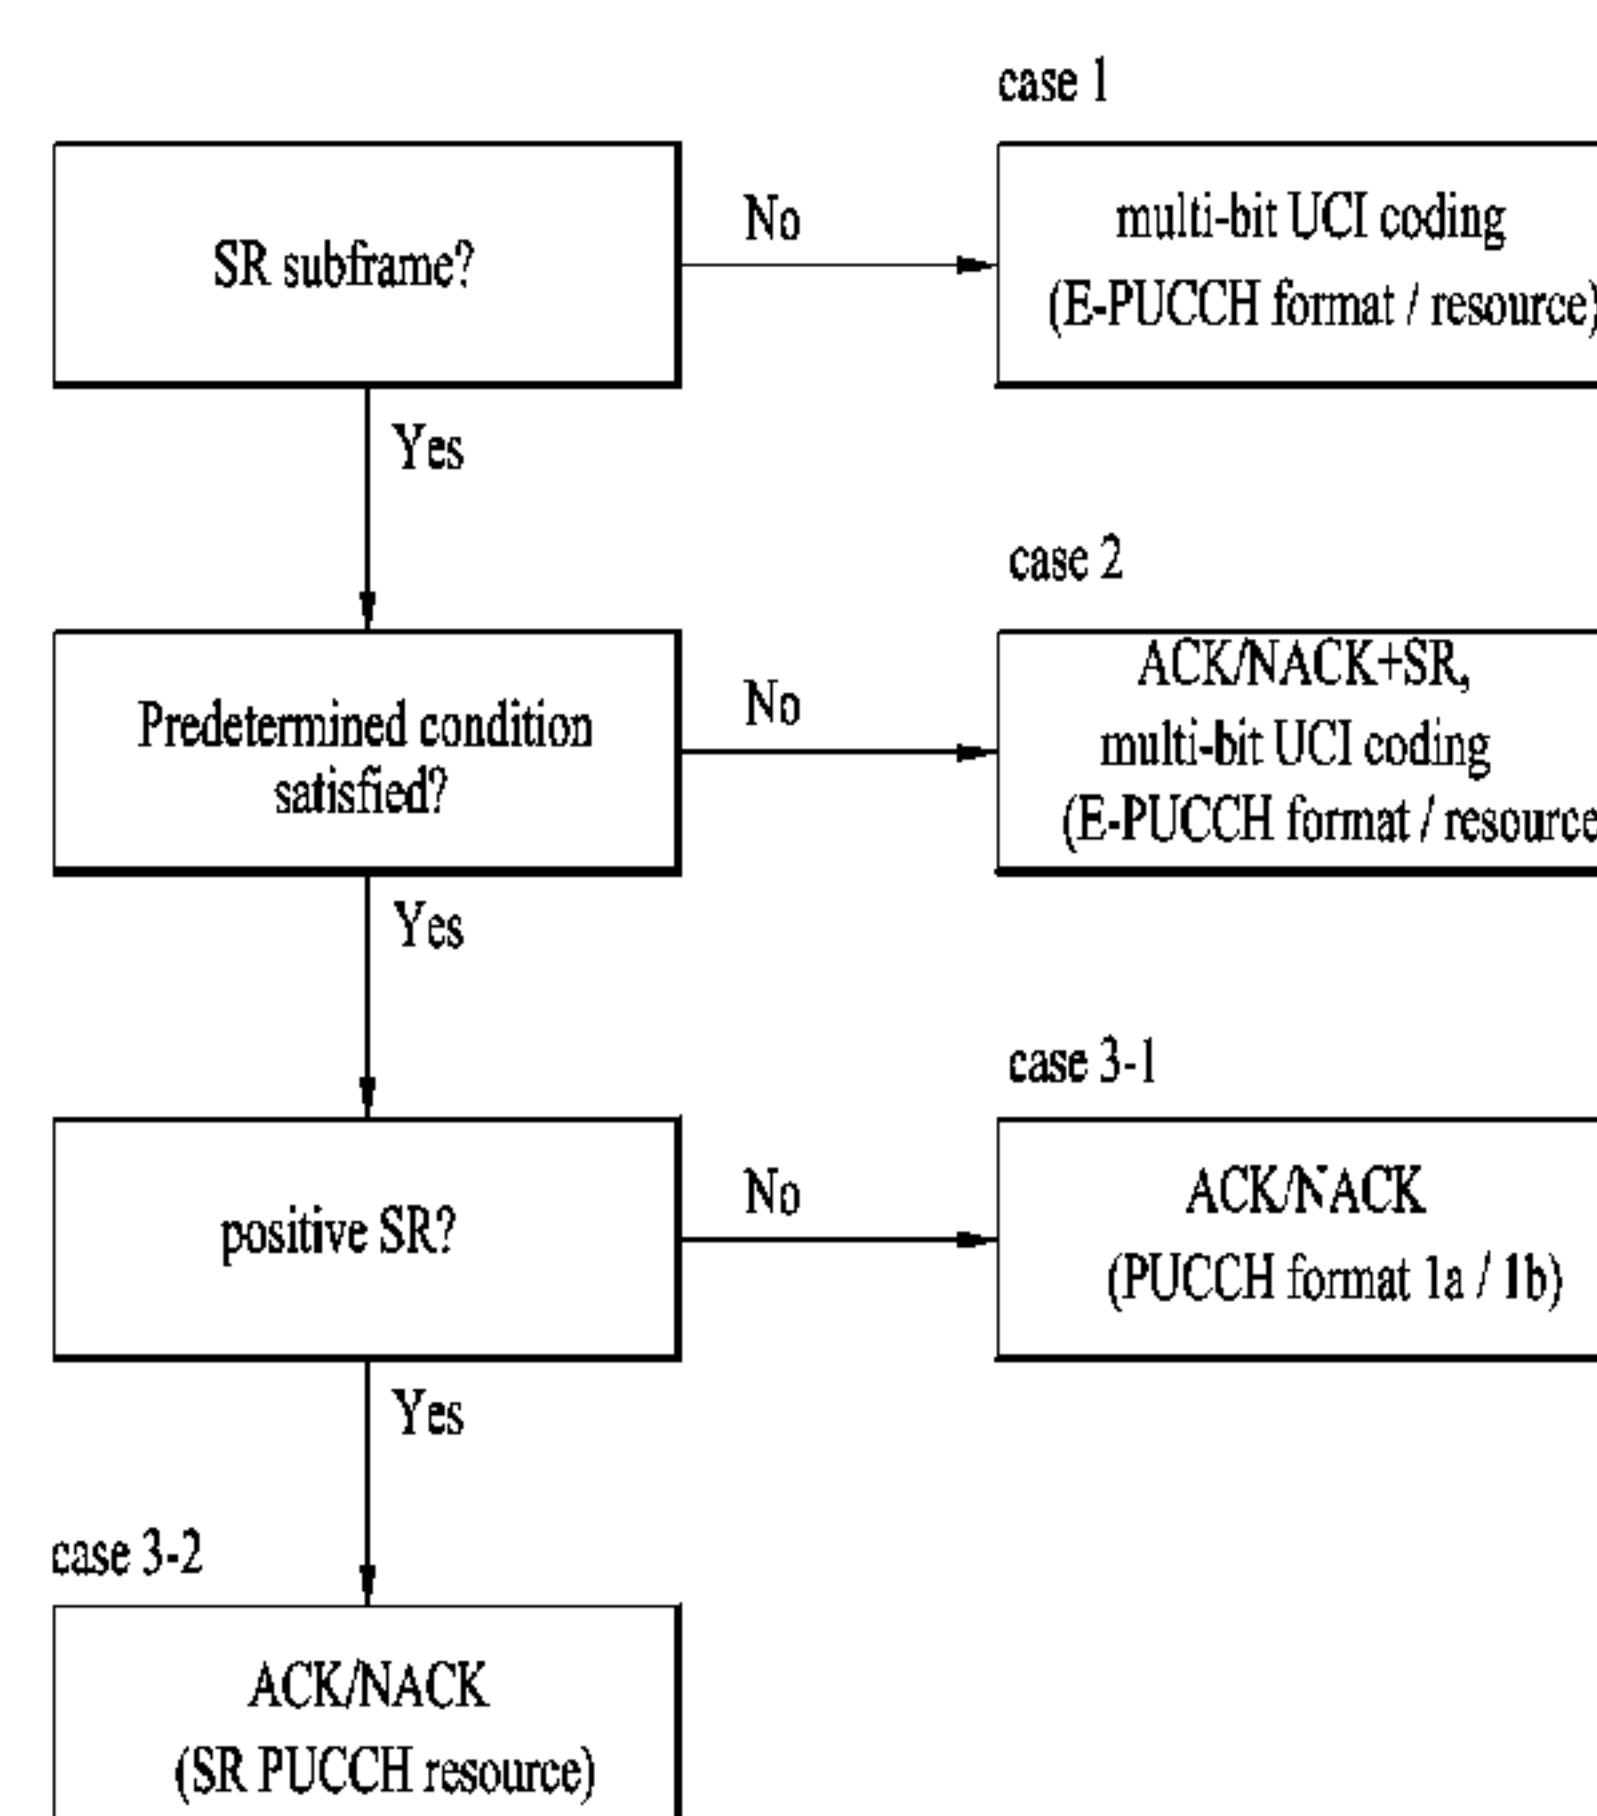 case 1
SR subframe?
No
multi-bit UCI coding
(E-PUCCH format / resource)
Yes
case 2
Predetermined condition
satisfied?
No
ACK/NACK+SR,
multi-bit UCI coding
(E-PUCCH format / resource
Yes
case 3-1
positive SR?
No
ACK/NACK
(PUCCH format 1a / 1b)
Yes
case 3-2
ACK/NACK
(SR PUCCH resource)